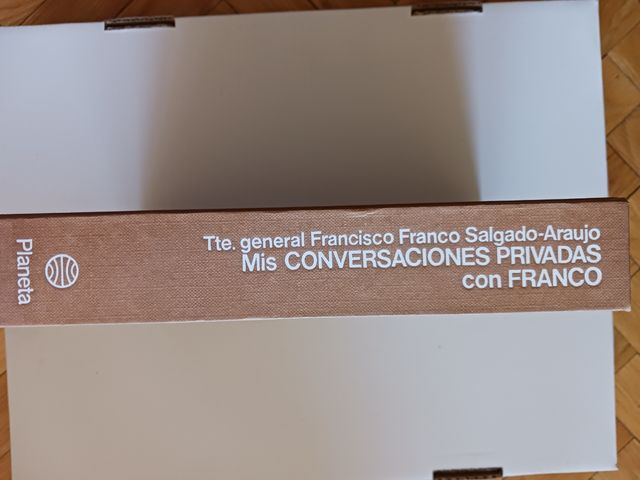 Tte. general Francisco Franco Salgado-Araujo
Mis CONVERSACIONES PRIVADAS
con FRANCO
Planeta